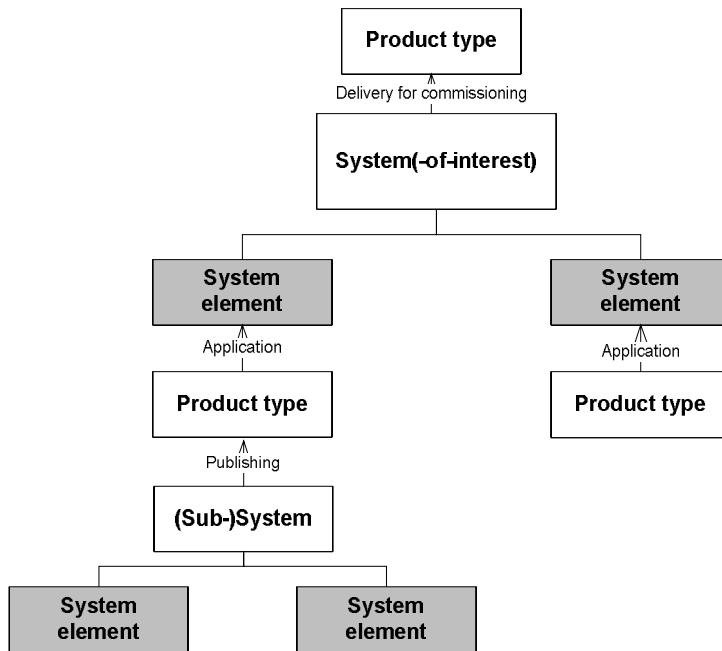 Product type
Delivery for commissioning
System(-of-interest)
System
element
System
element
Application
Application
Product type
Product type
Publishing
(Sub-)System
System
element
System
element